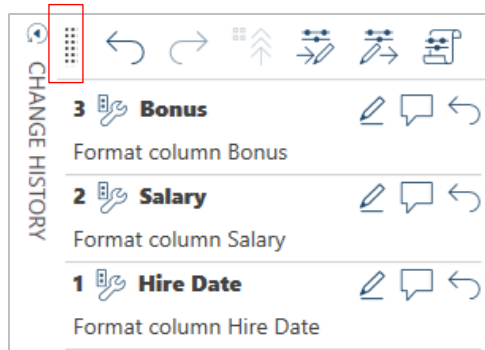 CHANGE HISTORY
3 Bonus
Format column Bonus
2 Salary
Format column Salary
1 Hire Date
Format column Hire Date